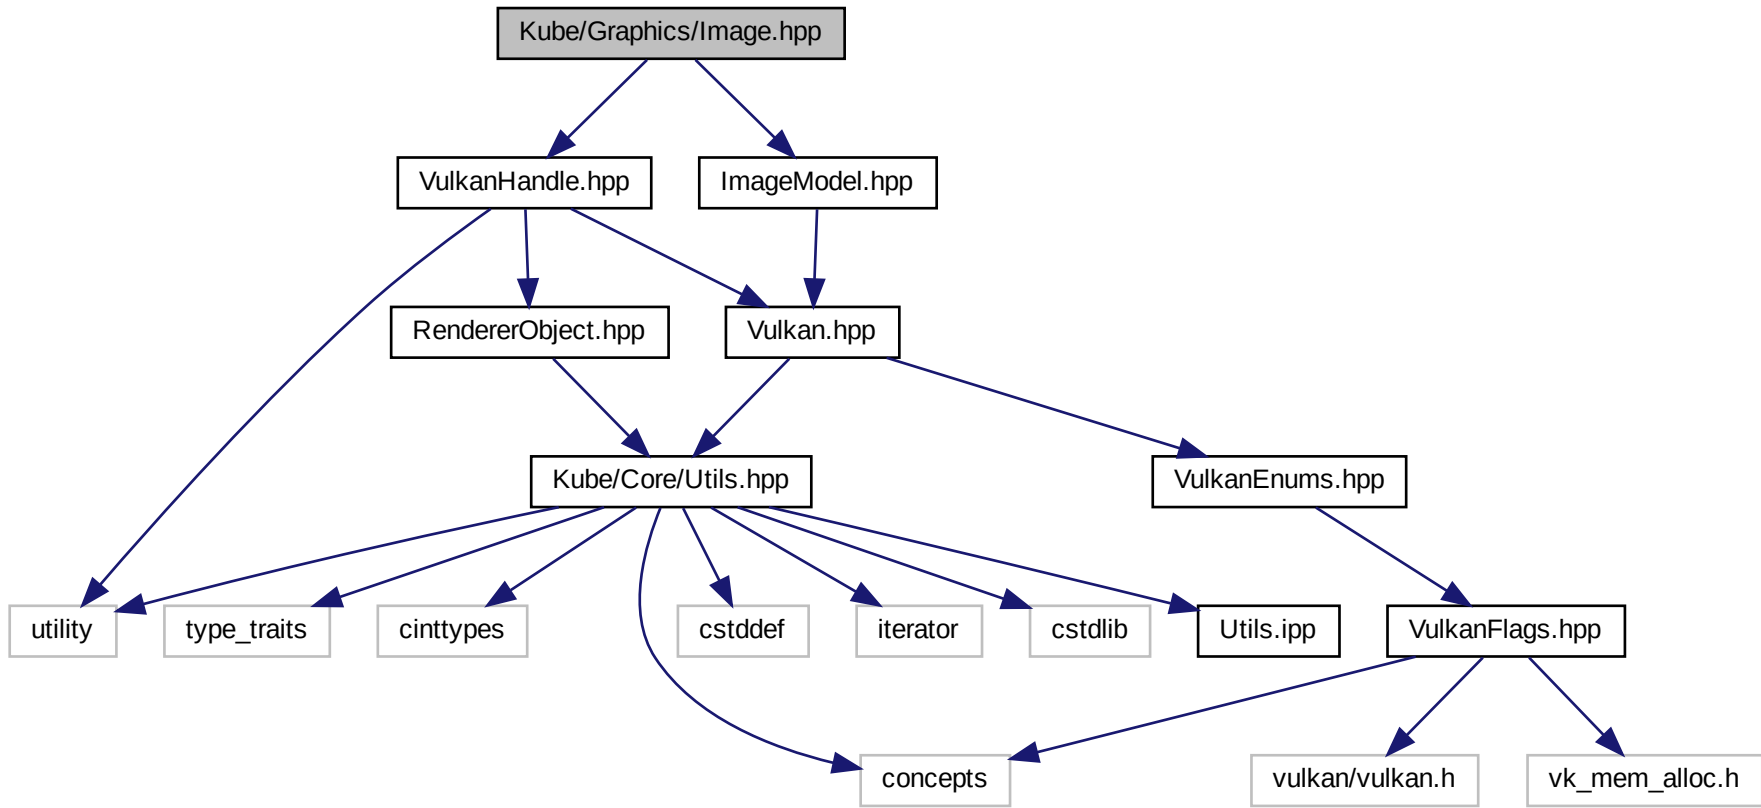 Kube/Graphics/Image.hpp
VulkanHandle.hpp
ImageModel.hpp
RendererObject.hpp
Vulkan.hpp
Kube/Core/Utils.hpp
VulkanEnums.hpp
utility
type_traits
cinttypes
cstddef
iterator
cstdlib
Utils.ipp
VulkanFlags.hpp
concepts
vulkan/vulkan.h
vk_mem_alloc.h